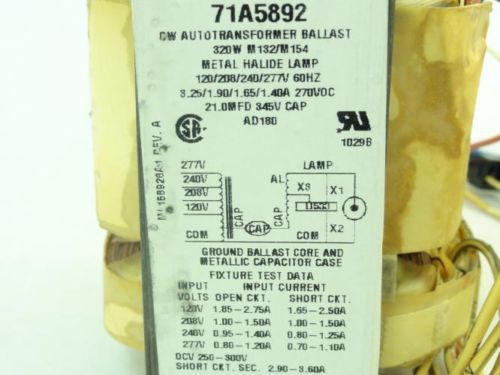 71A5892
CW AUTOTRANSFORMER BALLAST
320W M132/M154
METAL HALIDE LAMP
120/208/240/277V 60HZ
3.25/1.90/1.65/1.40A 270VOC
21.0MFD 345V CAP
AD180
1029B
REV. A
277V
240V
208V
120V
COM
CAP
CAP
CAP
LAMP
X3
X1
X2
COM
GROUND BALLAST CORE AND
METALLIC CAPACITOR CASE
FIXTURE TEST DATA
INPUT INPUT CURRENT
VOLTS OPEN CKT. SHORT CKT.
120V 1.85-2.75A 1.65-2.50A
208V 1.00-1.50A 1.00-1.50A
240V 0.95-1.40A 0.80-1.25A
277V 0.80-1.20A 0.70-1.10A
OCV 250-300V
SHORT CKT. SEC. 2.90-3.60A